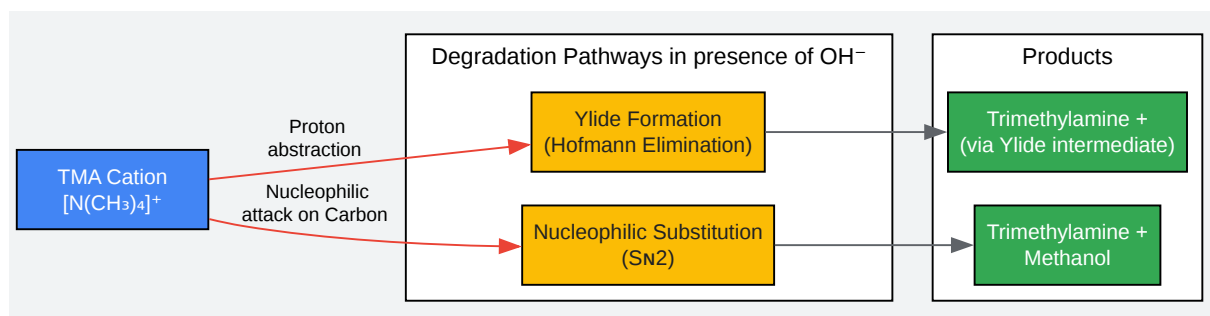 Degradation Pathways in presence of OH⁻
Products
Ylide Formation
(Hofmann Elimination)
Trimethylamine +
(via Ylide intermediate)
Proton
abstraction
TMA Cation
[N(CH₃)₄]⁺
Nucleophilic
attack on Carbon
Nucleophilic Substitution
(Sɴ2)
Trimethylamine +
Methanol